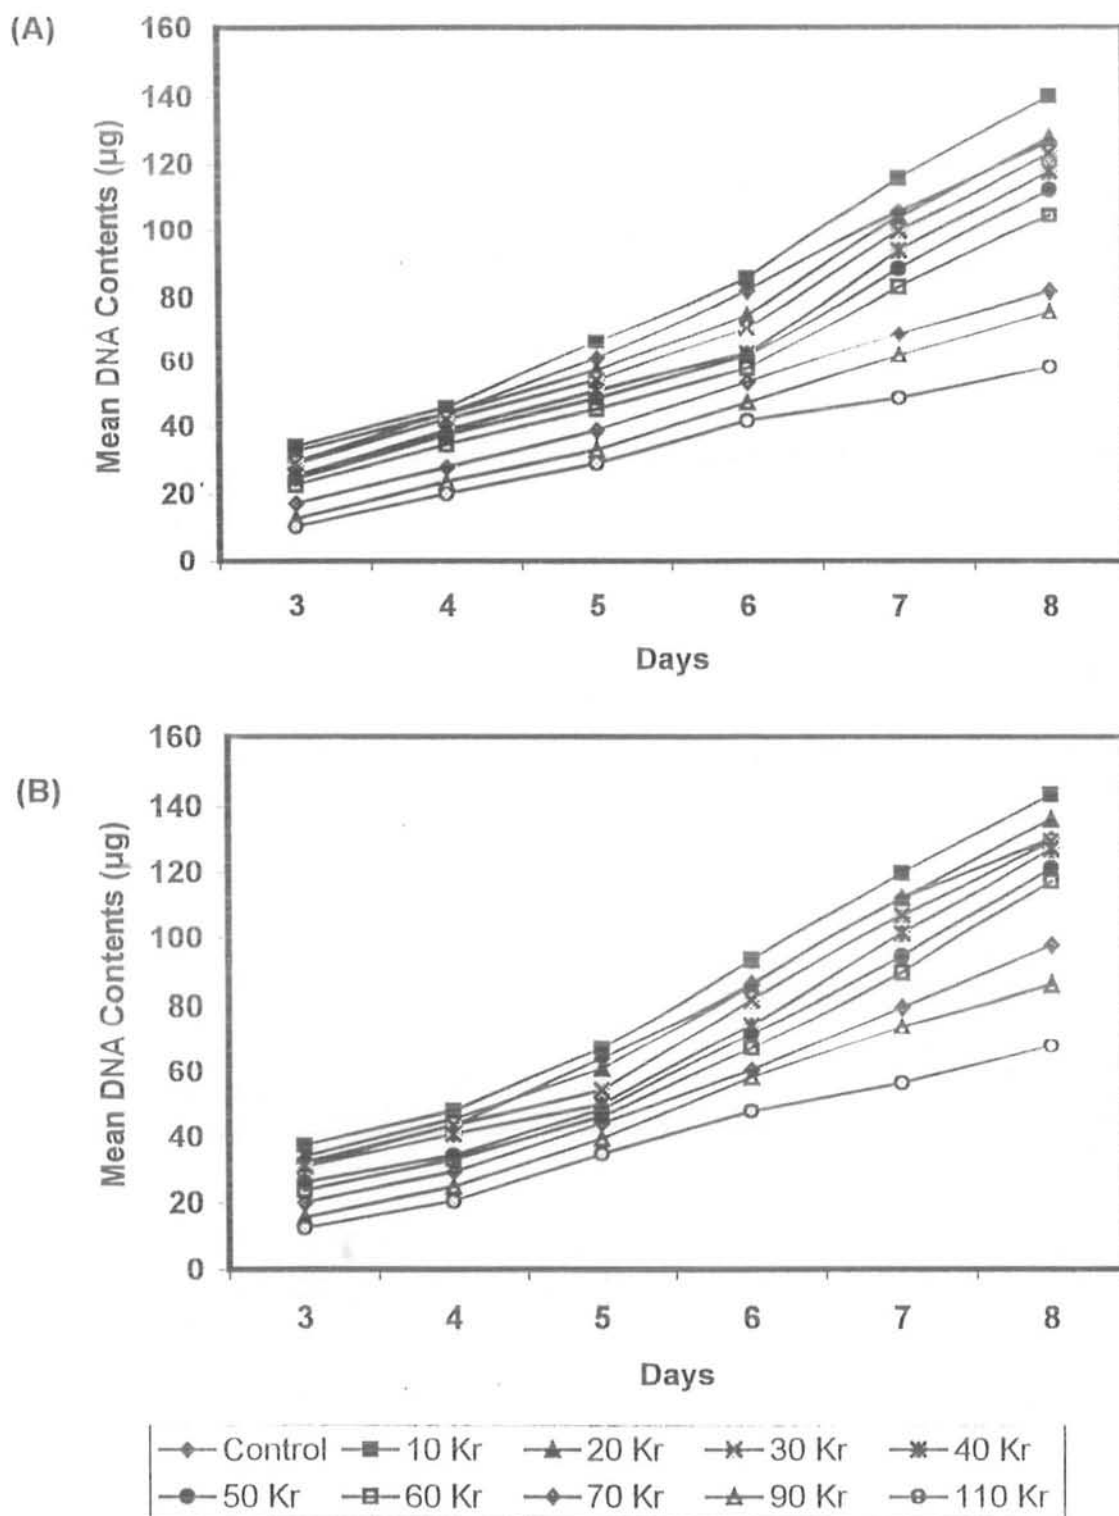 (A)
Mean DNA Contents (µg)
160
140
120
100
80
60
40
20
0
3 4 5 6 7 8
Days
(B)
Mean DNA Contents (µg)
160
140
120
100
80
60
40
20
0
3 4 5 6 7 8
Days
Control 10 Kr 20 Kr 30 Kr 40 Kr
50 Kr 60 Kr 70 Kr 90 Kr 110 Kr